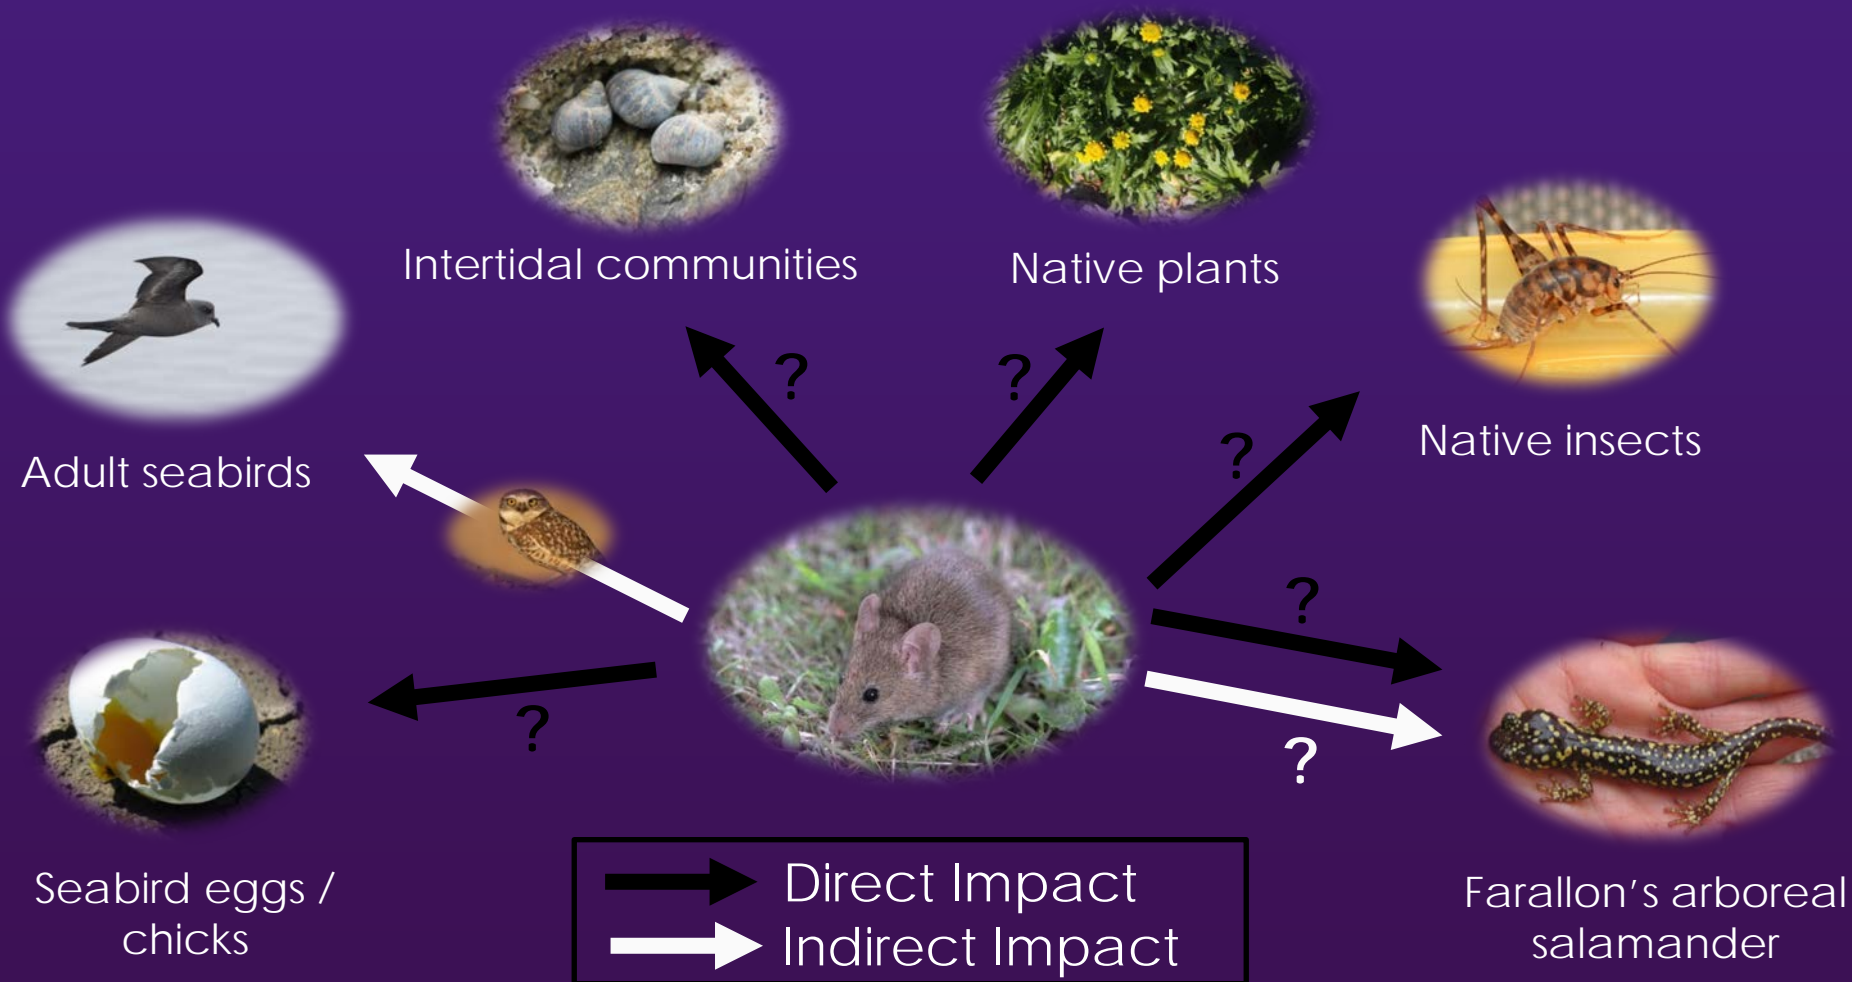 Intertidal communities
Native plants
?
?
Native insects
?
Adult seabirds
?
?
?
Seabird eggs /
chicks
Direct Impact
Indirect Impact
Farallon's arboreal
salamander